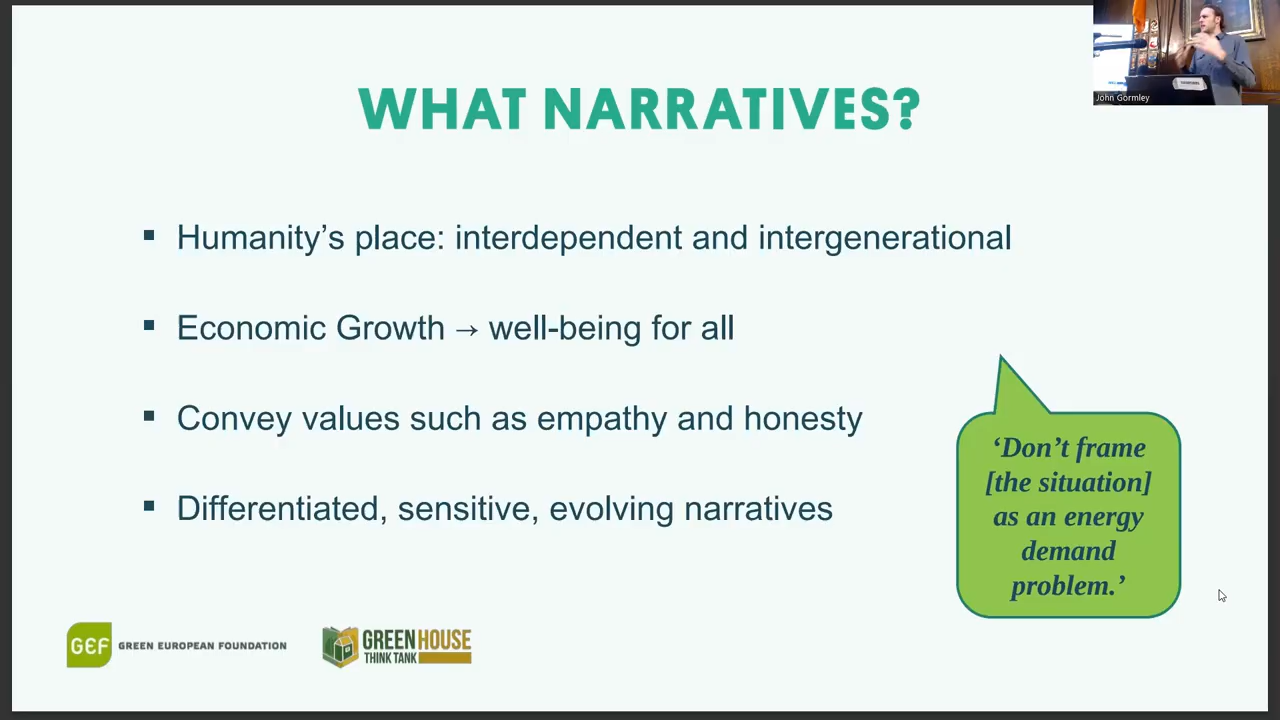 John Gormley
WHAT NARRATIVES?
▪ Humanity’s place: interdependent and intergenerational
▪ Economic Growth → well-being for all
▪ Convey values such as empathy and honesty
▪ Differentiated, sensitive, evolving narratives
‘Don’t frame
[the situation]
as an energy
demand
problem.’
GEF GREEN EUROPEAN FOUNDATION
GREEN HOUSE
THINK TANK